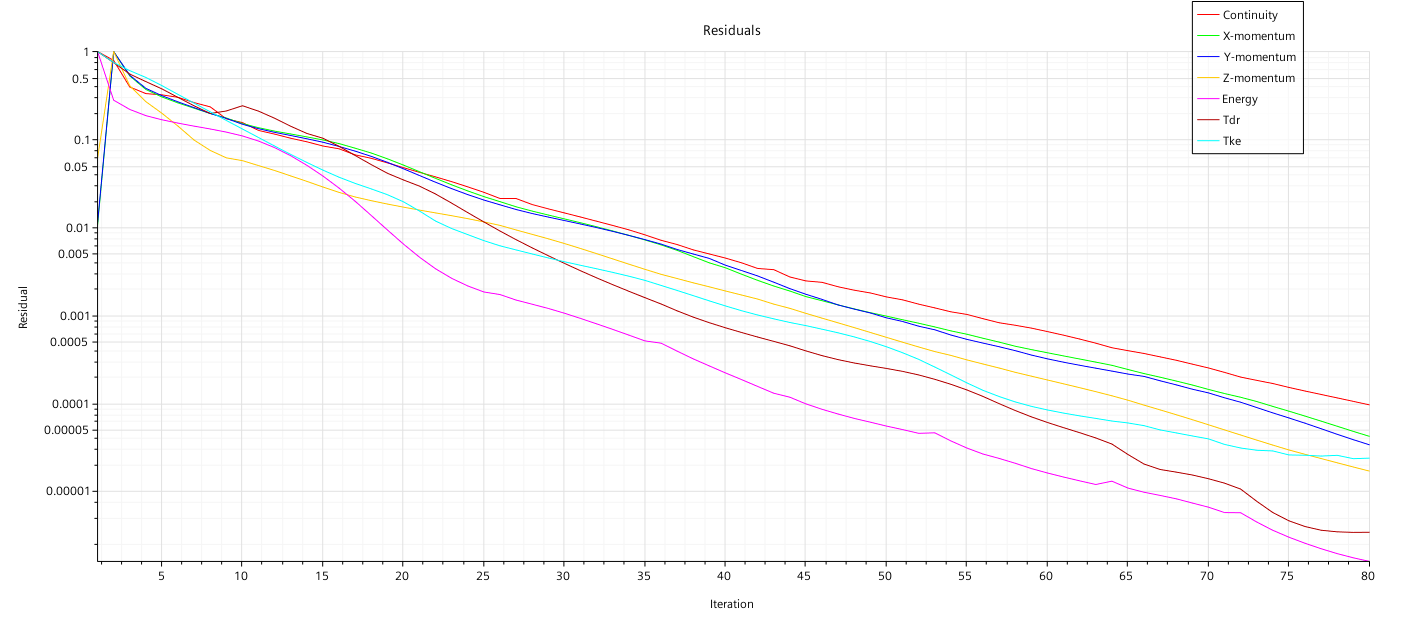 Residuals
Continuity
X-momentum
Y-momentum
Z-momentum
Energy
Tdr
Tke
1
0.5
0.1
0.05
0.01
0.005
0.001
0.0005
0.0001
0.00005
0.00001
Residual
5 10 15 20 25 30 35 40 45 50 55 60 65 70 75 80
Iteration